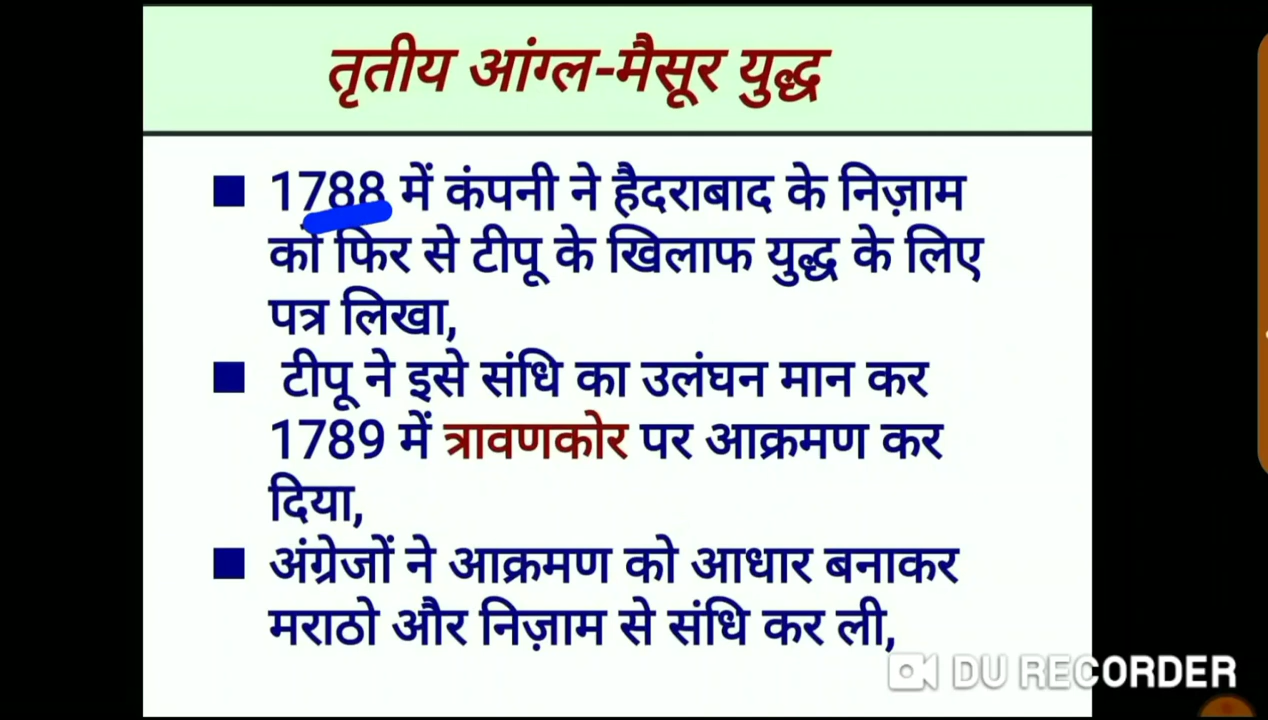 तृतीय आंग्ल-मैसूर युद्ध
■ 1788 में कंपनी ने हैदराबाद के निज़ाम
को फिर से टीपू के खिलाफ युद्ध के लिए
पत्र लिखा,
■ टीपू ने इसे संधि का उलंघन मान कर
1789 में त्रावणकोर पर आक्रमण कर
दिया,
■ अंग्रेजों ने आक्रमण को आधार बनाकर
मराठो और निज़ाम से संधि कर ली,
DU RECORDER